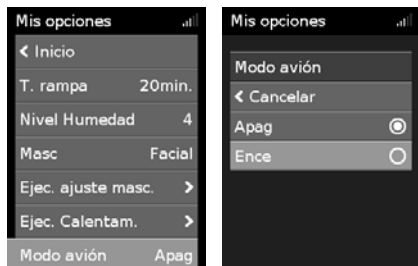 Mis opciones
< Inicio
T. rampa 20min.
Nivel Humedad 4
Masc Facial
Ejec. ajuste masc. >
Ejec. Calentam. >
Modo avión Apag
Mis opciones
Modo avión
< Cancelar
Apag
Ence